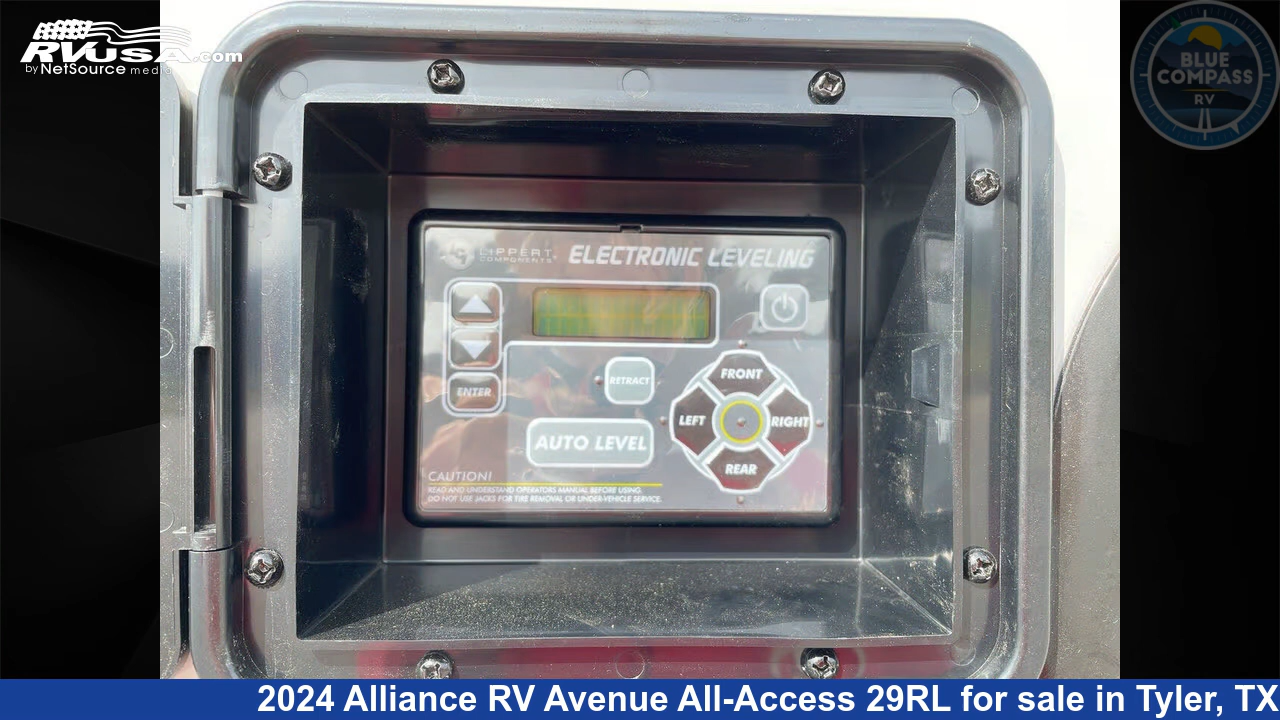 RVUSA.com
by NetSource media
BLUE
COMPASS
RV
LIPPERT
COMPONENTS
ELECTRONIC LEVELING
ENTER
RETRACT
AUTO LEVEL
FRONT
LEFT
RIGHT
REAR
CAUTION!
READ AND UNDERSTAND OPERATORS MANUAL BEFORE USING.
DO NOT USE JACKS FOR TIRE REMOVAL OR UNDER-VEHICLE SERVICE.
2024 Alliance RV Avenue All-Access 29RL for sale in Tyler, TX